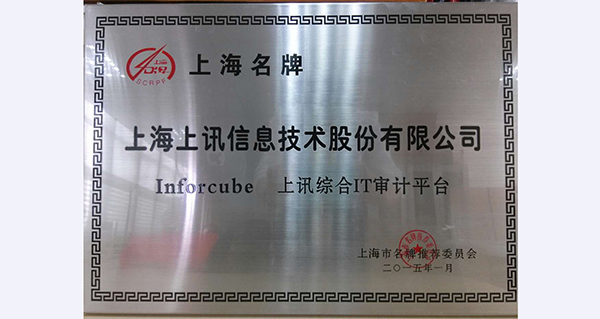 上海名牌
SCRPF
上海上讯信息技术股份有限公司
Inforcube 上讯综合IT审计平台
上海市名牌推荐委员会
二〇一五年一月